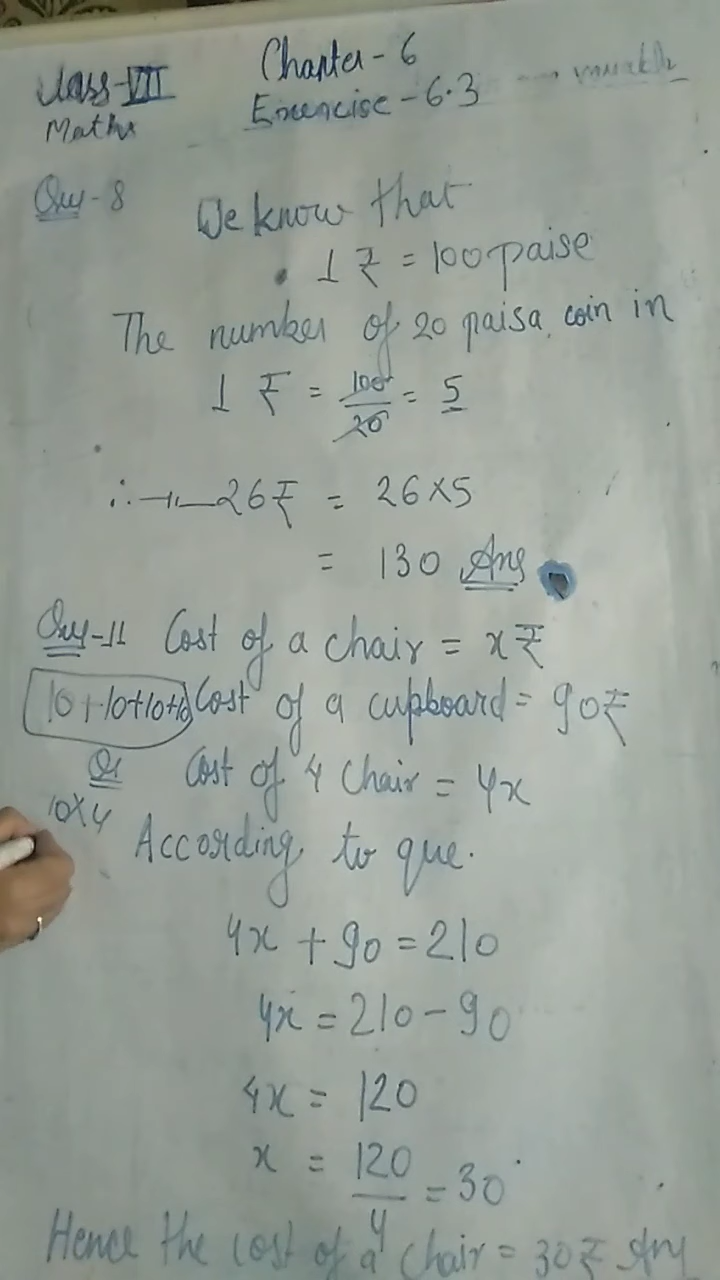 Class-VII
Maths
Chapter-6
Exercise-6.3
Que-8 We know that
1 ₹ = 100 paise
The number of 20 paisa coin in
1 ₹ = 100/20 = 5
∴ —〃— 26₹ = 26×5
= 130 Ans
Que-11 Cost of a chair = x₹
10+10+10+10 Cost of a cupboard = 90₹
Or
10×4
Cost of 4 chair = 4x
According to que.
4x + 90 = 210
4x = 210 - 90
4x = 120
x = 120/4 = 30
Hence the cost of a chair = 30₹ Ans